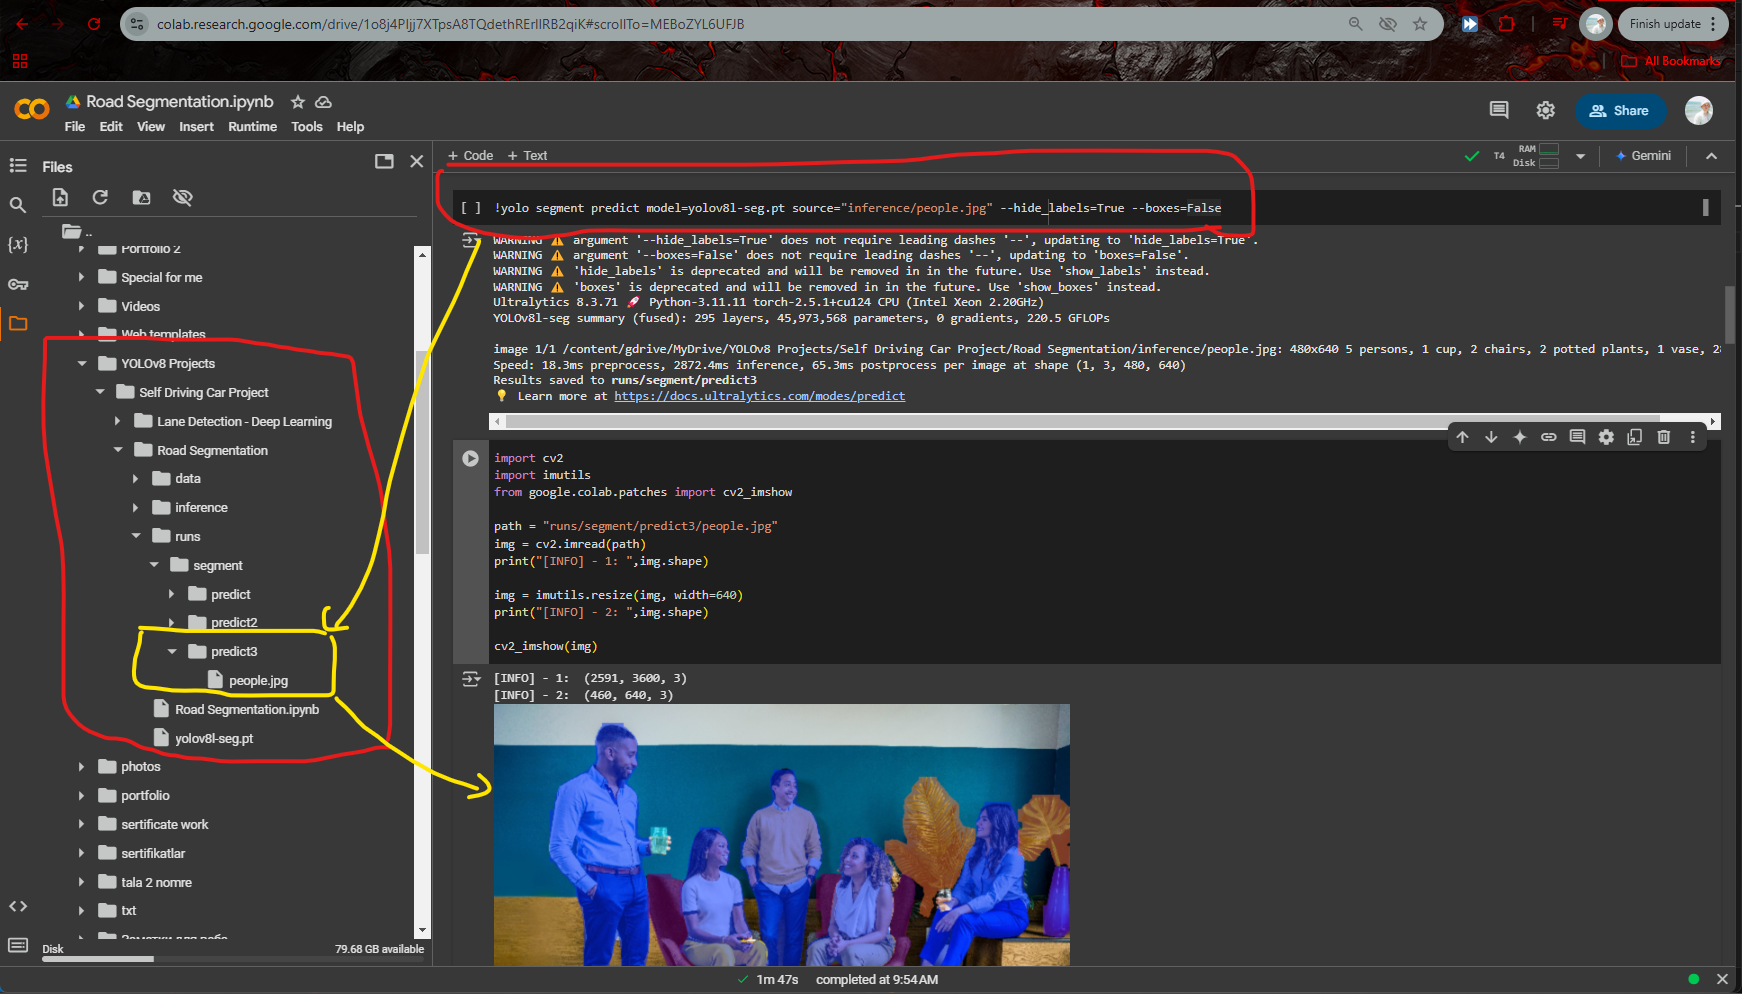 colab.research.google.com/drive/1o8j4PIjj7XTpsA8TQdethRErlIRB2qiK#scrollTo=MEBoZYL6UFJB
Finish update
All Bookmarks
CO
Road Segmentation.ipynb
File Edit View Insert Runtime Tools Help
Share
Files
+ Code + Text
T4 RAM Disk
Gemini
..
Portfolio 2
Special for me
Videos
Web templates
YOLOv8 Projects
Self Driving Car Project
Lane Detection - Deep Learning
Road Segmentation
data
inference
runs
segment
predict
predict2
predict3
people.jpg
Road Segmentation.ipynb
yolov8l-seg.pt
photos
portfolio
sertificate work
sertifikatlar
tala 2 nomre
txt
Disk 79.68 GB available
{x}
[ ] !yolo segment predict model=yolov8l-seg.pt source="inference/people.jpg" --hide_labels=True --boxes=False
WARNING ⚠️ argument '--hide_labels=True' does not require leading dashes '--', updating to 'hide_labels=True'.
WARNING ⚠️ argument '--boxes=False' does not require leading dashes '--', updating to 'boxes=False'.
WARNING ⚠️ 'hide_labels' is deprecated and will be removed in in the future. Use 'show_labels' instead.
WARNING ⚠️ 'boxes' is deprecated and will be removed in in the future. Use 'show_boxes' instead.
Ultralytics 8.3.71 🚀 Python-3.11.11 torch-2.5.1+cu124 CPU (Intel Xeon 2.20GHz)
YOLOv8l-seg summary (fused): 295 layers, 45,973,568 parameters, 0 gradients, 220.5 GFLOPs
image 1/1 /content/gdrive/MyDrive/YOLOv8 Projects/Self Driving Car Project/Road Segmentation/inference/people.jpg: 480x640 5 persons, 1 cup, 2 chairs, 2 potted plants, 1 vase,
Speed: 18.3ms preprocess, 2872.4ms inference, 65.3ms postprocess per image at shape (1, 3, 480, 640)
Results saved to runs/segment/predict3
💡 Learn more at https://docs.ultralytics.com/modes/predict
import cv2
import imutils
from google.colab.patches import cv2_imshow
path = "runs/segment/predict3/people.jpg"
img = cv2.imread(path)
print("[INFO] - 1: ",img.shape)
img = imutils.resize(img, width=640)
print("[INFO] - 2: ",img.shape)
cv2_imshow(img)
[INFO] - 1: (2591, 3600, 3)
[INFO] - 2: (460, 640, 3)
1m 47s completed at 9:54 AM